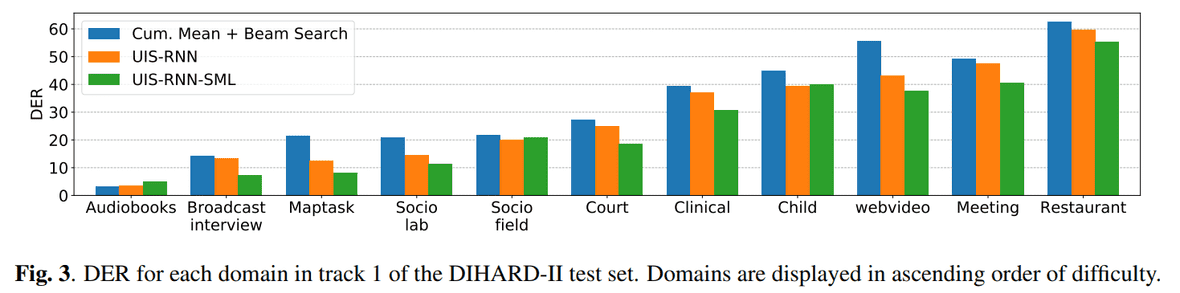 60
50
40
30
20
10
0
DER
Cum. Mean + Beam Search
UIS-RNN
UIS-RNN-SML
Audiobooks Broadcast interview Maptask Socio lab Socio field Court Clinical Child webvideo Meeting Restaurant
Fig. 3. DER for each domain in track 1 of the DIHARD-II test set. Domains are displayed in ascending order of difficulty.